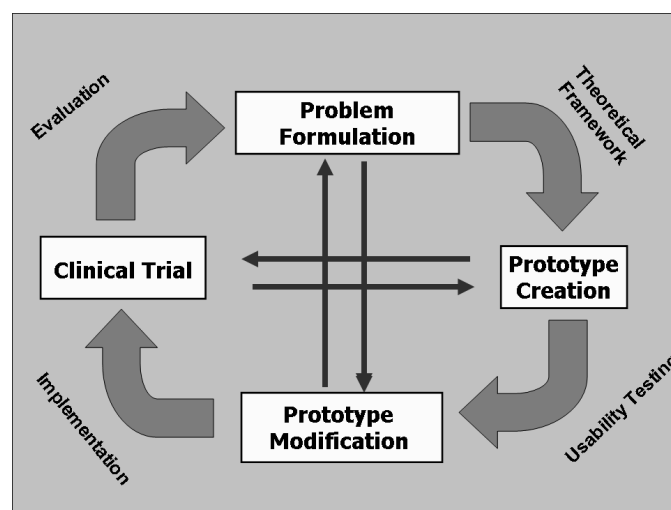 Evaluation
Problem
Formulation
Theoretical
Framework
Clinical Trial
Prototype
Creation
Implementation
Prototype
Modification
Usability Testing